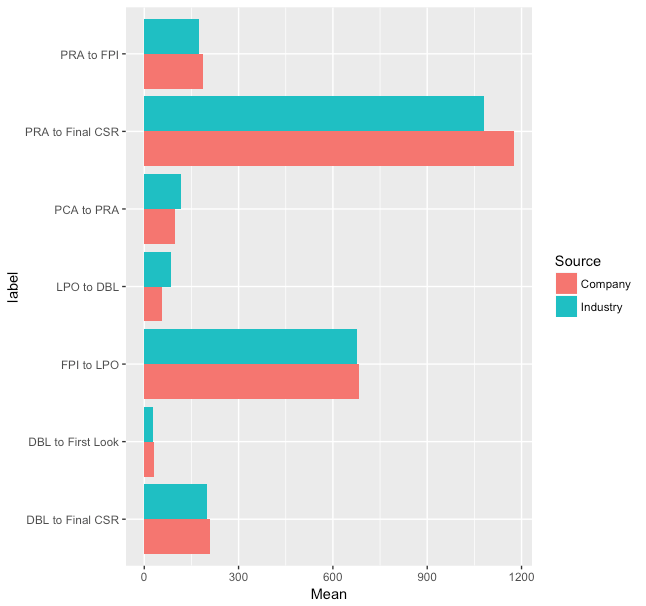 PRA to FPI
PRA to Final CSR
PCA to PRA
LPO to DBL
FPI to LPO
DBL to First Look
DBL to Final CSR
label
0 300 600 900 1200
Mean
Source
Company
Industry